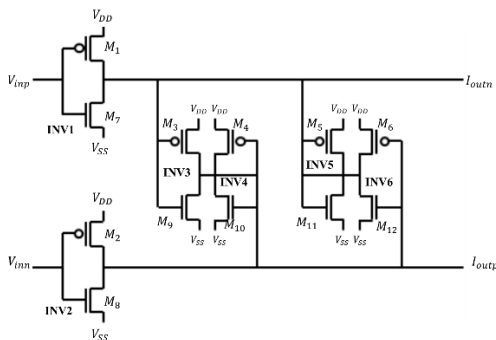 V_DD
M_1
V_inp
I_outn
M_7
INV1
V_SS
V_DD V_DD
M_3 M_4 M_5 M_6
V_DD V_DD
INV3 INV4 INV5 INV6
M_9 M_10 M_11 M_12
V_SS V_SS V_SS V_SS
V_DD
M_2
V_inn
I_outp
M_8
INV2
V_SS